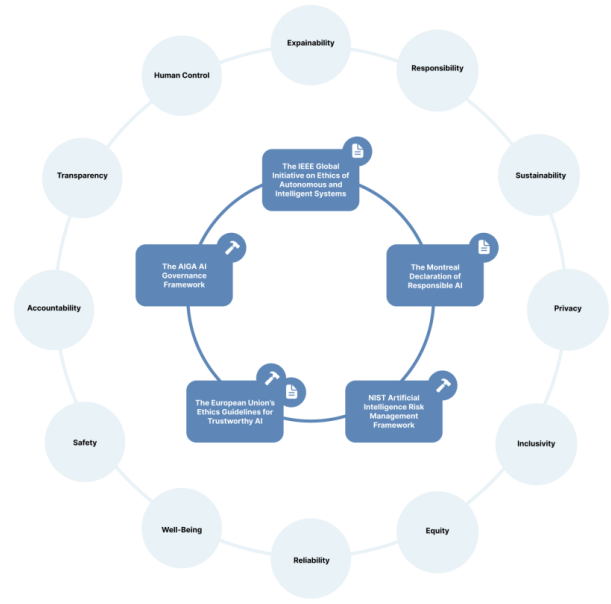 Expainability
Human Control
Responsibility
The IEEE Global
Initiative on Ethics of
Autonomous and
Intelligent Systems
Transparency
Sustainability
The AIGA AI
Governance
Framework
The Montreal
Declaration of
Responsible AI
Accountability
Privacy
The European Union's
Ethics Guidelines for
Trustworthy AI
NIST Artificial
Intelligence Risk
Management
Framework
Safety
Inclusivity
Well-Being
Equity
Reliability